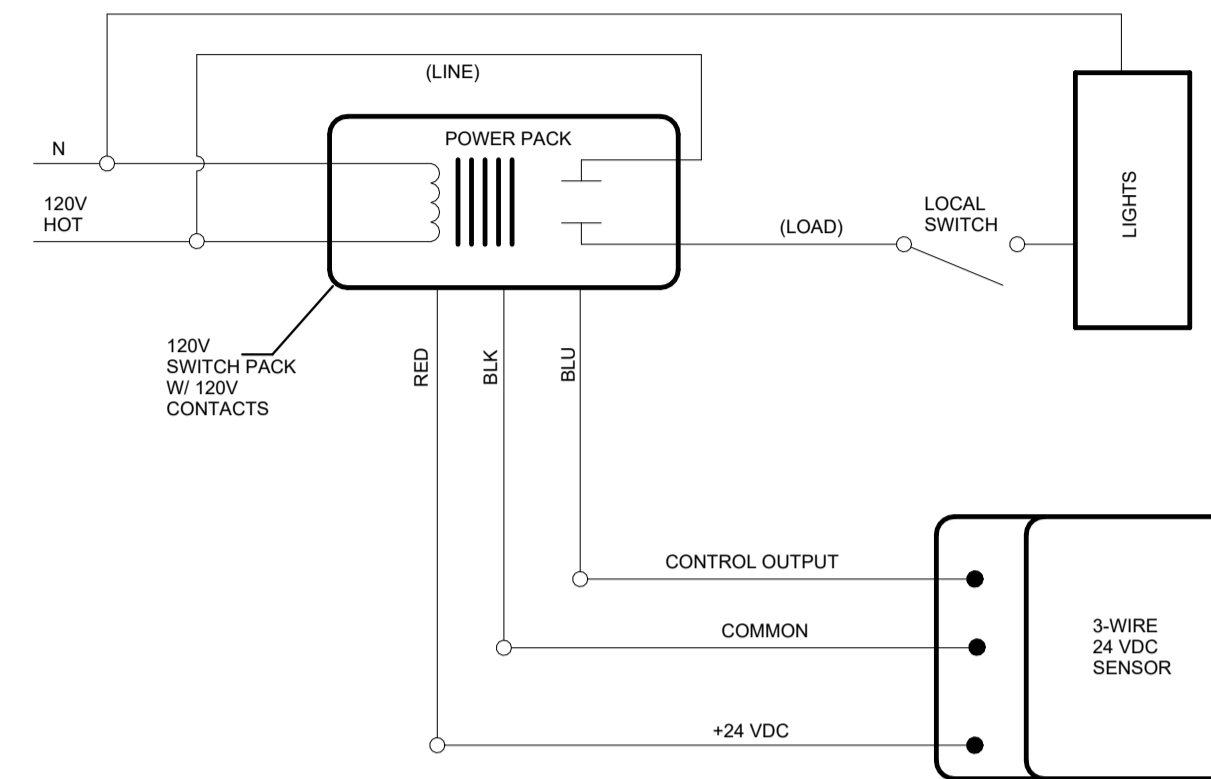 (LINE)
POWER PACK
N
120V
HOT
LOCAL
SWITCH
(LOAD)
LIGHTS
120V
SWITCH PACK
W/ 120V
CONTACTS
RED
BLK
BLU
CONTROL OUTPUT
COMMON
+24 VDC
3-WIRE
24 VDC
SENSOR